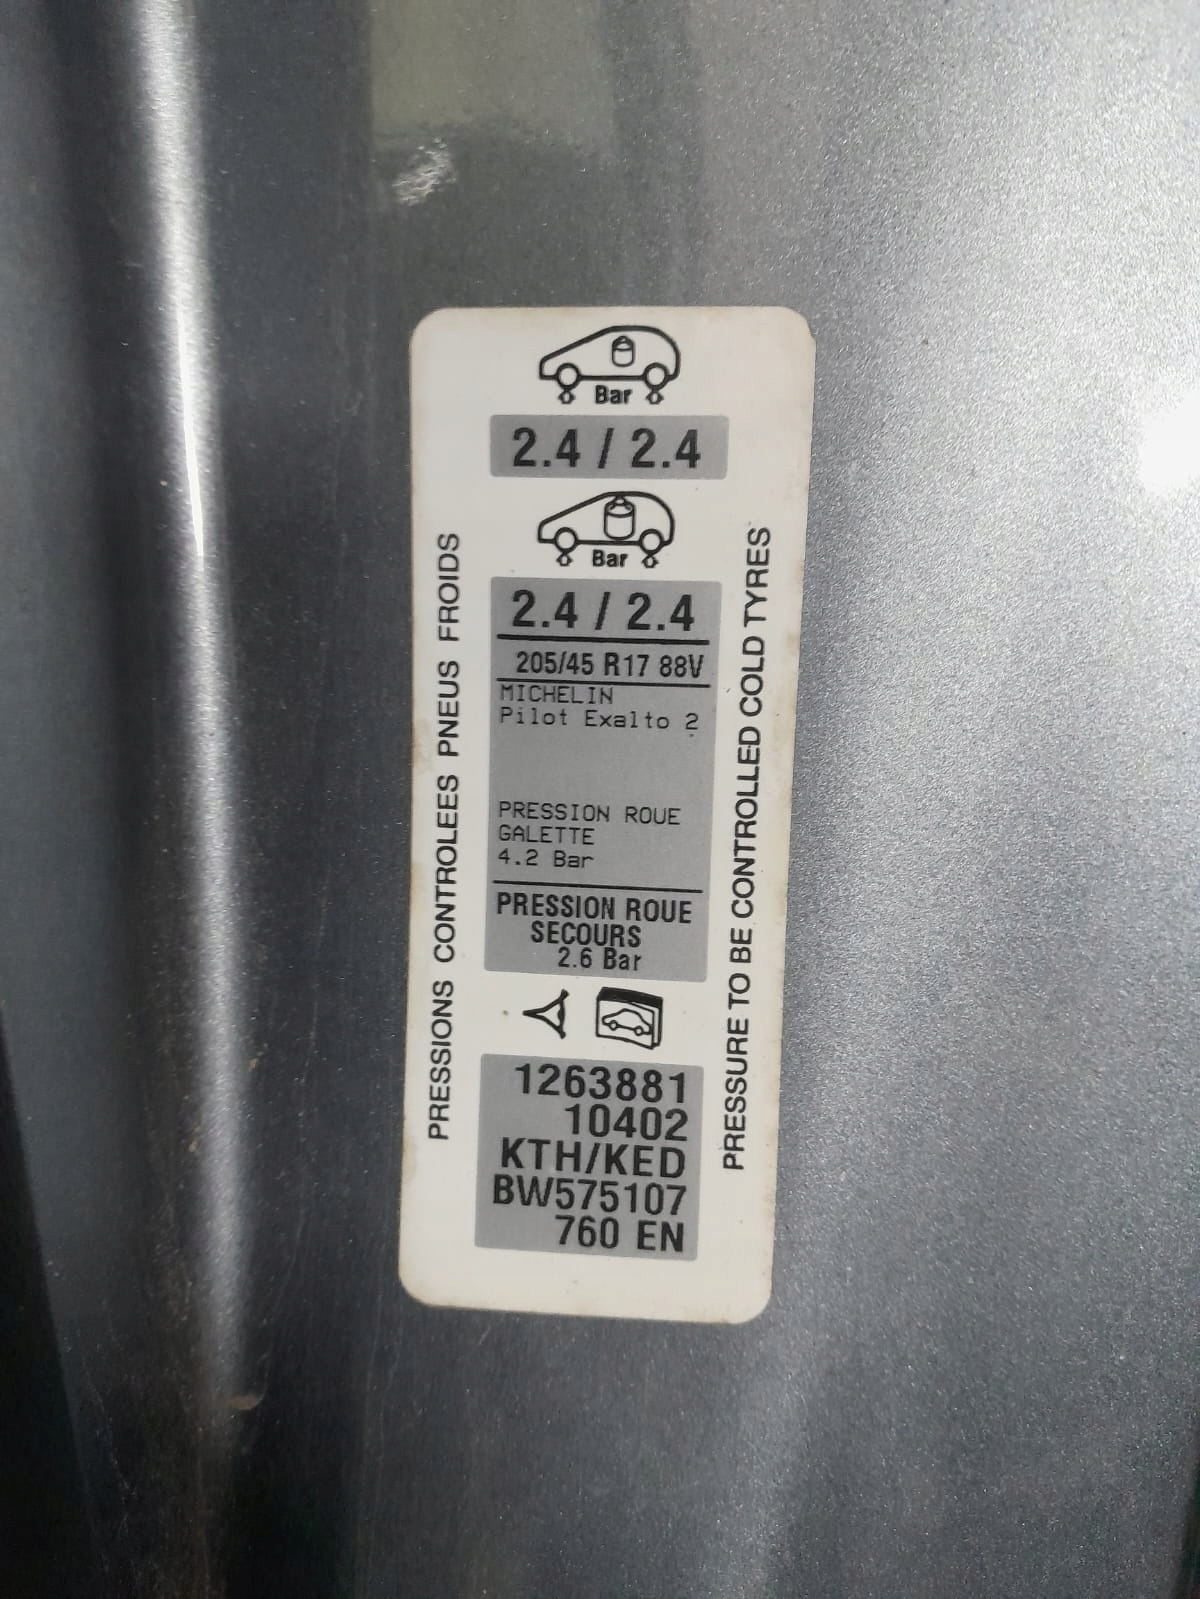 Bar
2.4 / 2.4
Bar
2.4 / 2.4
205/45 R17 88V
MICHELIN
Pilot Exalto 2
PRESSION ROUE
GALETTE
4.2 Bar
PRESSION ROUE
SECOURS
2.6 Bar
1263881
10402
KTH/KED
BW575107
760 EN
PRESSIONS CONTROLEES PNEUS FROIDS
PRESSURE TO BE CONTROLLED COLD TYRES